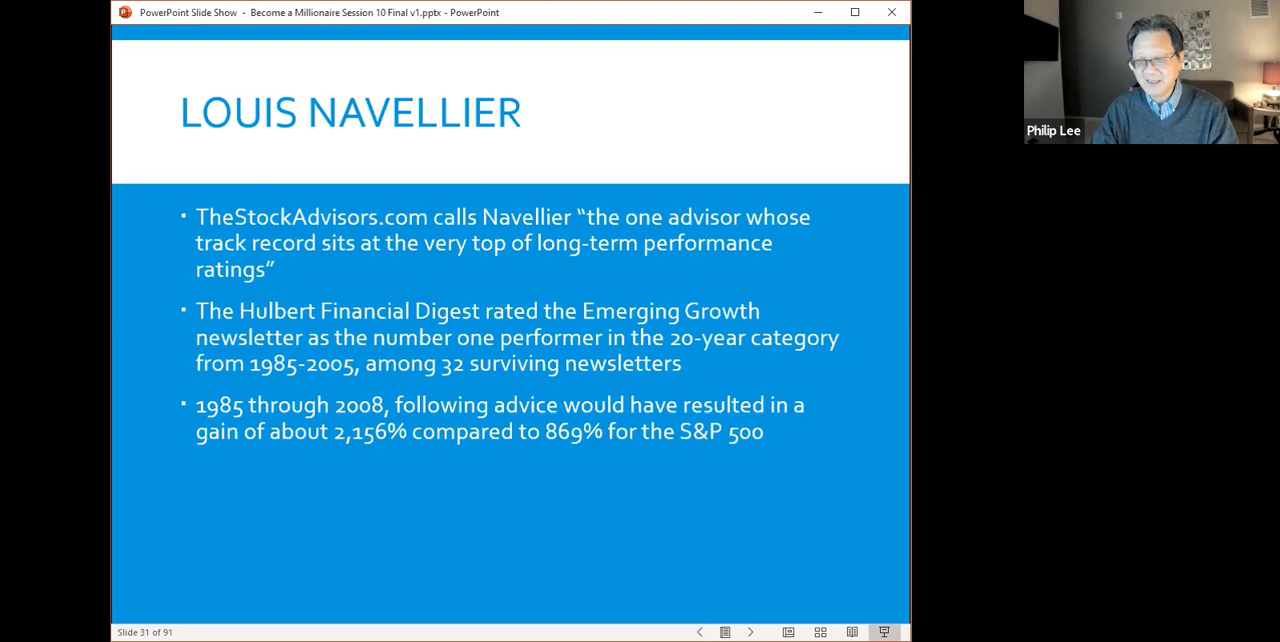 PowerPoint Slide Show - Become a Millionaire Session 10 Final v1.pptx - PowerPoint
Philip Lee
LOUIS NAVELLIER
▪ TheStockAdvisors.com calls Navellier “the one advisor whose
track record sits at the very top of long-term performance
ratings”
▪ The Hulbert Financial Digest rated the Emerging Growth
newsletter as the number one performer in the 20-year category
from 1985-2005, among 32 surviving newsletters
▪ 1985 through 2008, following advice would have resulted in a
gain of about 2,156% compared to 869% for the S&P 500
Slide 31 of 91